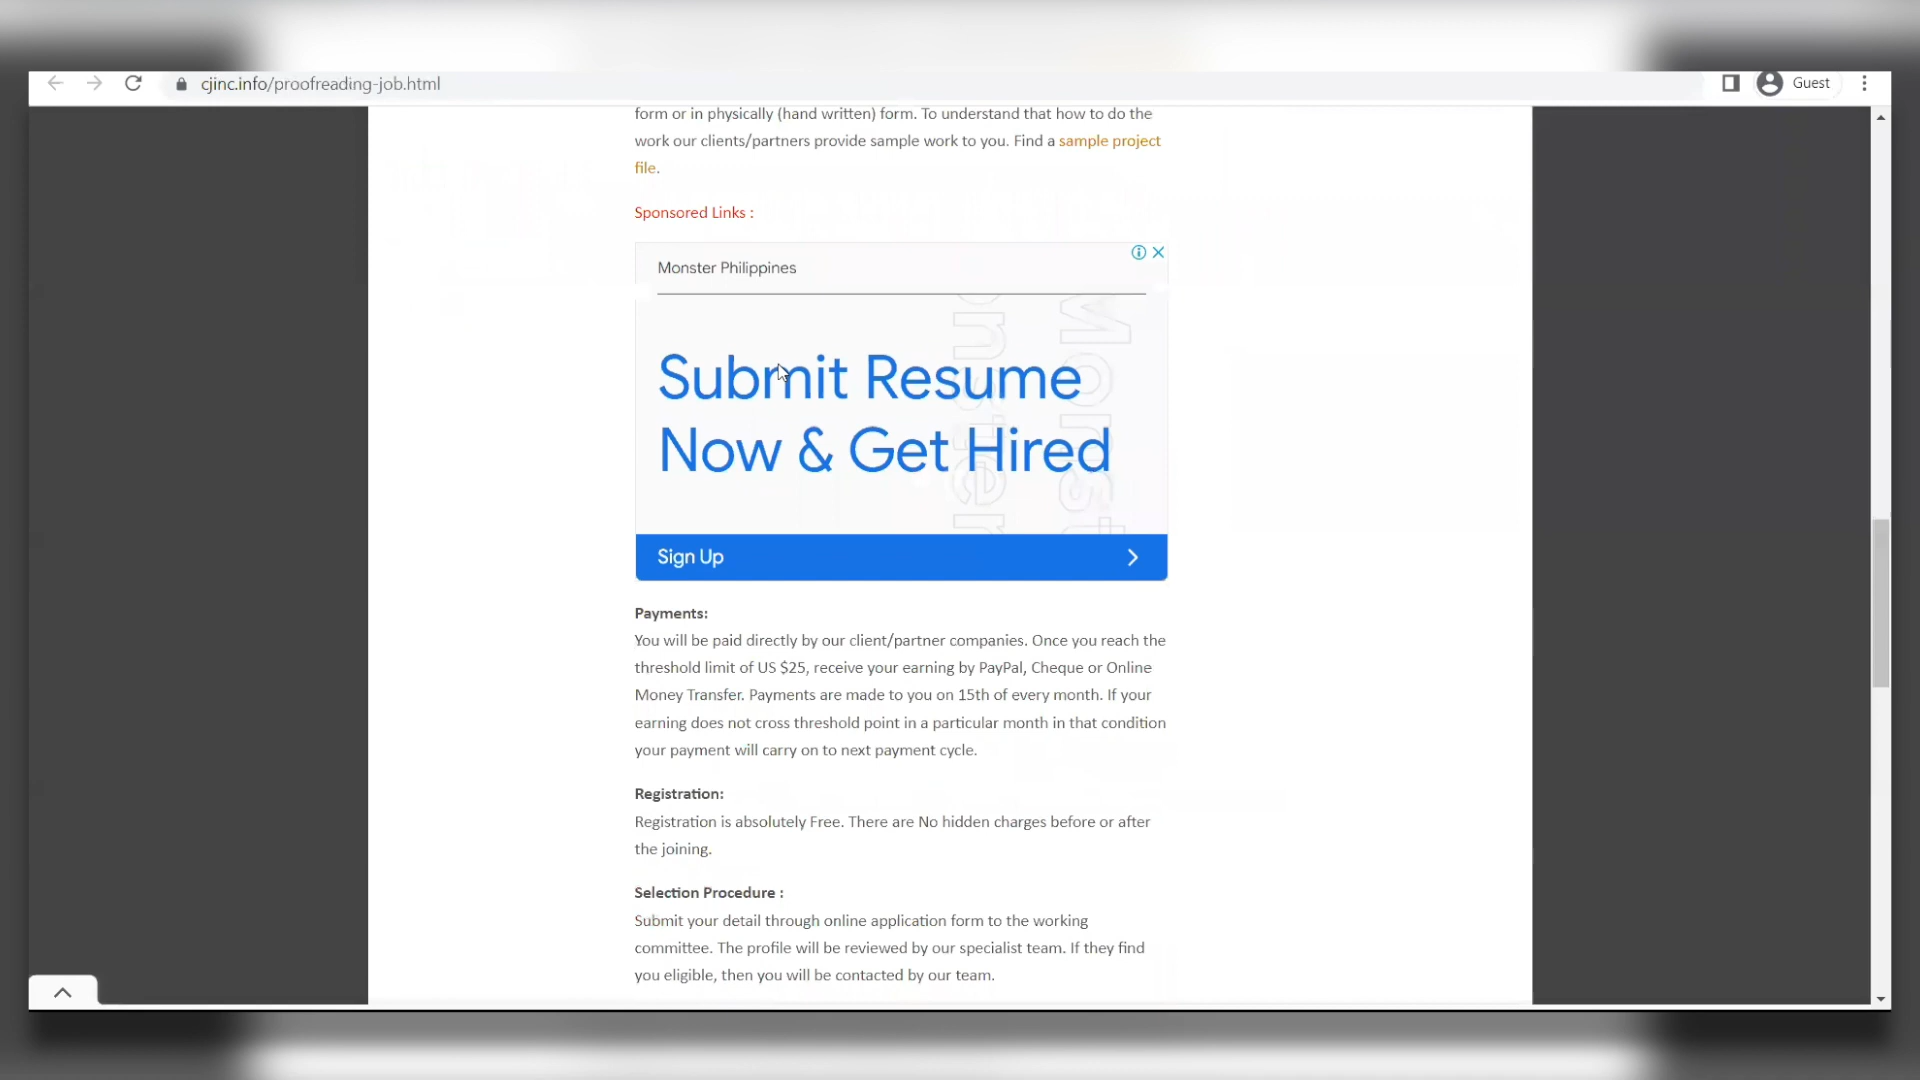 cjinc.info/proofreading-job.html
Guest
form or in physically (hand written) form. To understand that how to do the
work our clients/partners provide sample work to you. Find a sample project
file.
Sponsored Links :
Monster Philippines
Monster
Submit Resume
Now & Get Hired
Sign Up
Payments:
You will be paid directly by our client/partner companies. Once you reach the
threshold limit of US $25, receive your earning by PayPal, Cheque or Online
Money Transfer. Payments are made to you on 15th of every month. If your
earning does not cross threshold point in a particular month in that condition
your payment will carry on to next payment cycle.
Registration:
Registration is absolutely Free. There are No hidden charges before or after
the joining.
Selection Procedure :
Submit your detail through online application form to the working
committee. The profile will be reviewed by our specialist team. If they find
you eligible, then you will be contacted by our team.